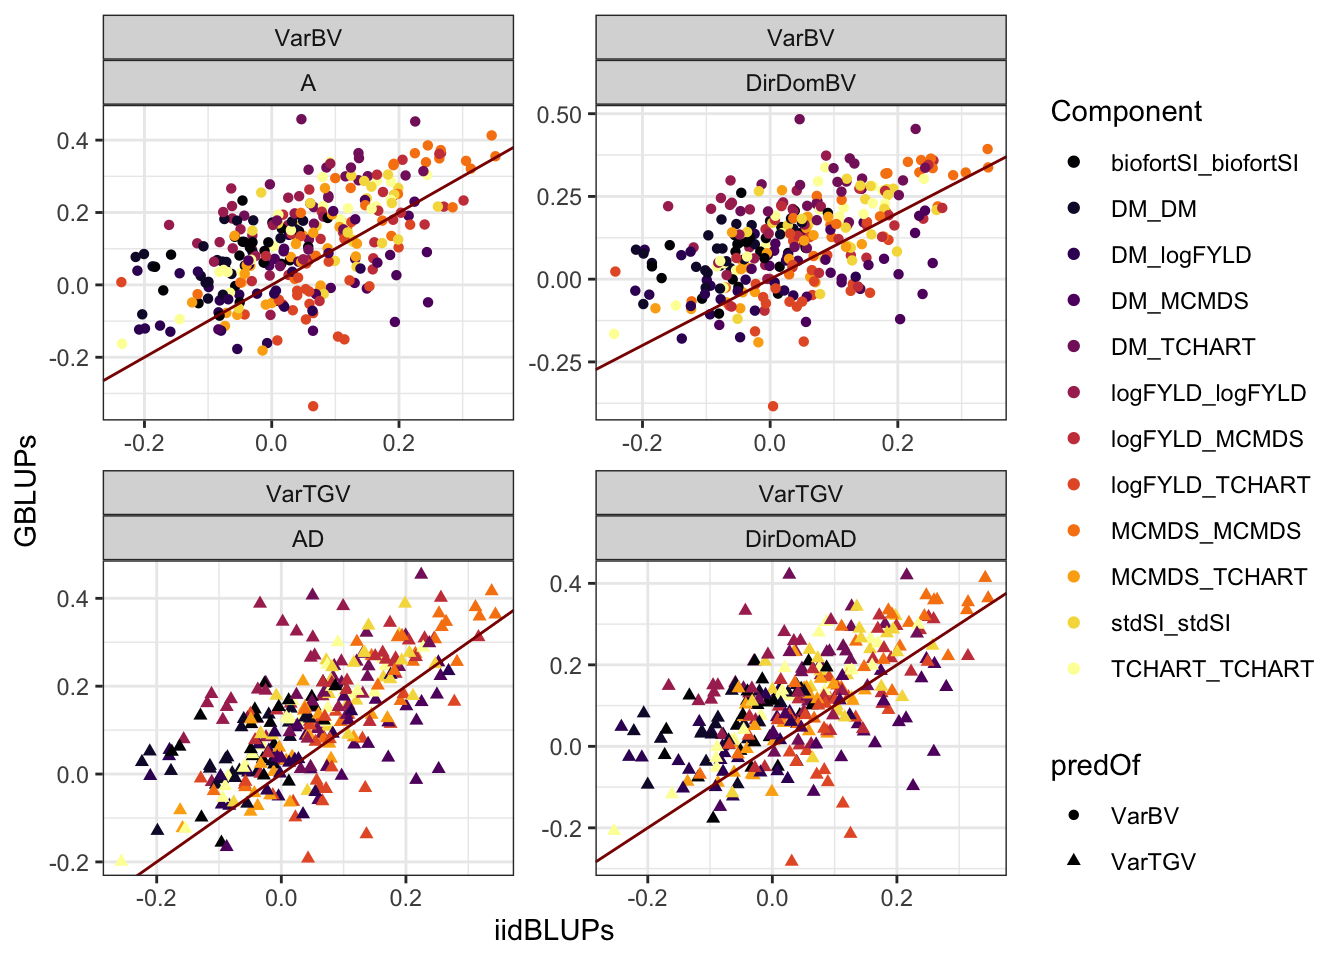 VarBV
A
VarBV
DirDomBV
0.4
0.2
0.0
-0.2
-0.2
0.0
0.2
0.50
0.25
0.00
-0.25
-0.2
0.0
0.2
VarTGV
AD
VarTGV
DirDomAD
0.4
0.2
0.0
-0.2
-0.2
0.0
0.2
0.4
0.2
0.0
-0.2
-0.2
0.0
0.2
GBLUPs
iidBLUPs
Component
biofortSI_biofortSI
DM_DM
DM_logFYLD
DM_MCMDS
DM_TCHART
logFYLD_logFYLD
logFYLD_MCMDS
logFYLD_TCHART
MCMDS_MCMDS
MCMDS_TCHART
stdSI_stdSI
TCHART_TCHART
predOf
VarBV
VarTGV